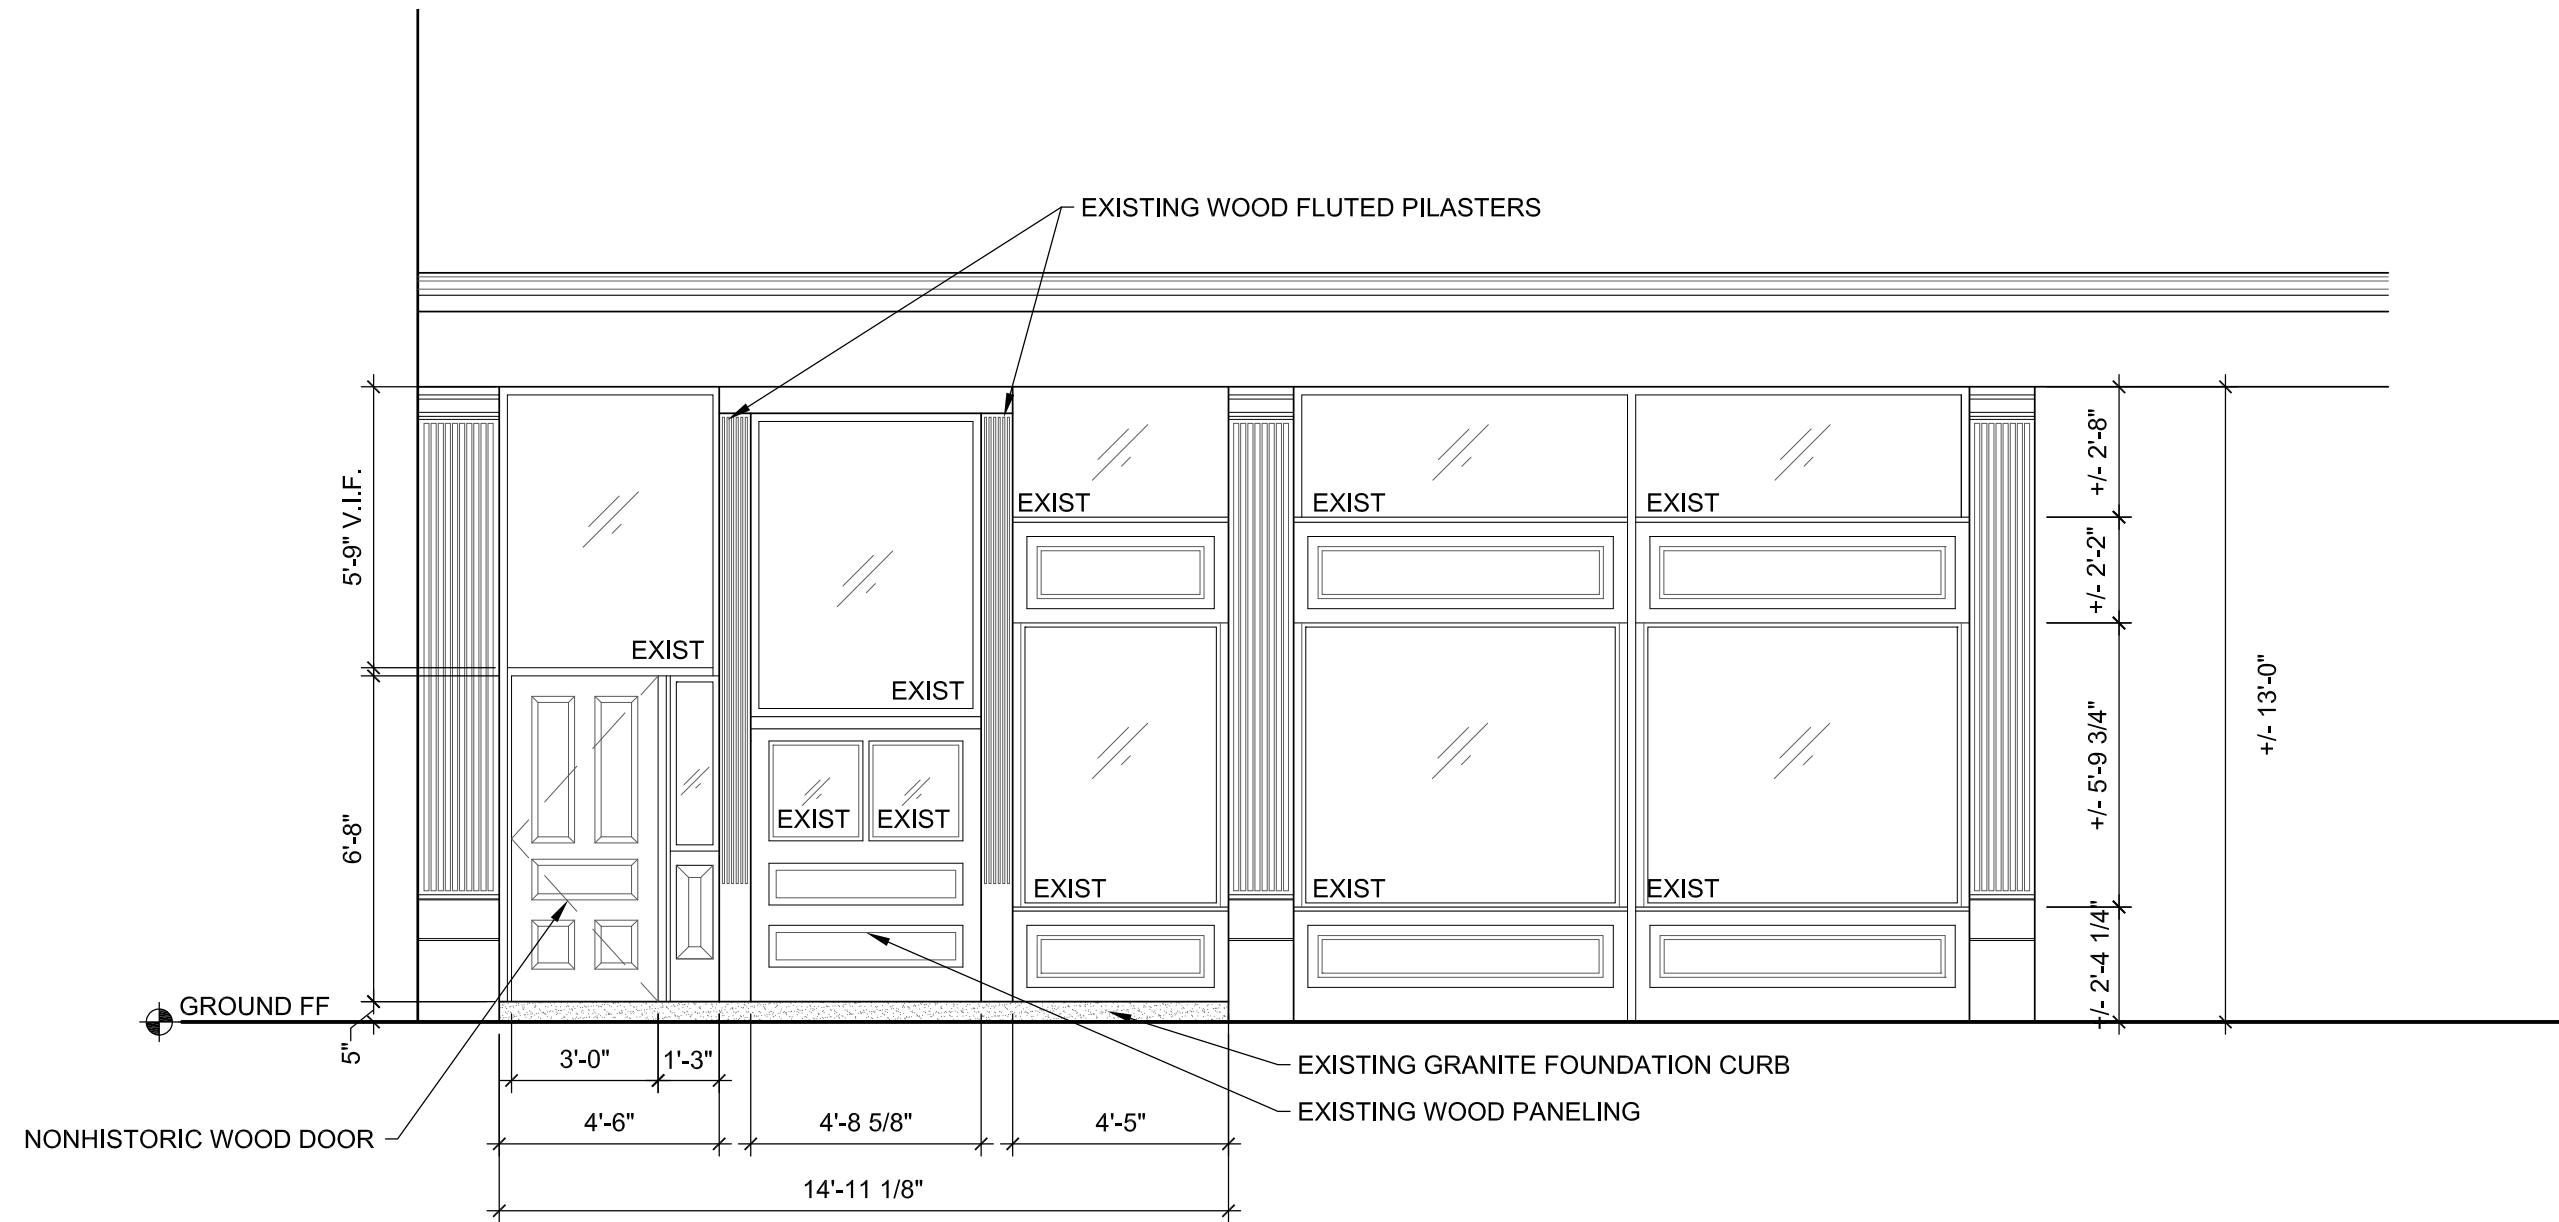 EXISTING WOOD FLUTED PILASTERS
5'-9" V.I.F.
+/- 2'-8"
EXIST
EXIST
EXIST
+/- 2'-2"
EXIST
EXIST
+/- 13'-0"
+/- 5'-9 3/4"
6'-8"
EXIST
EXIST
EXIST
EXIST
EXIST
+/- 2'-4 1/4"
GROUND FF
5"
3'-0"
1'-3"
EXISTING GRANITE FOUNDATION CURB
EXISTING WOOD PANELING
NONHISTORIC WOOD DOOR
4'-6"
4'-8 5/8"
4'-5"
14'-11 1/8"